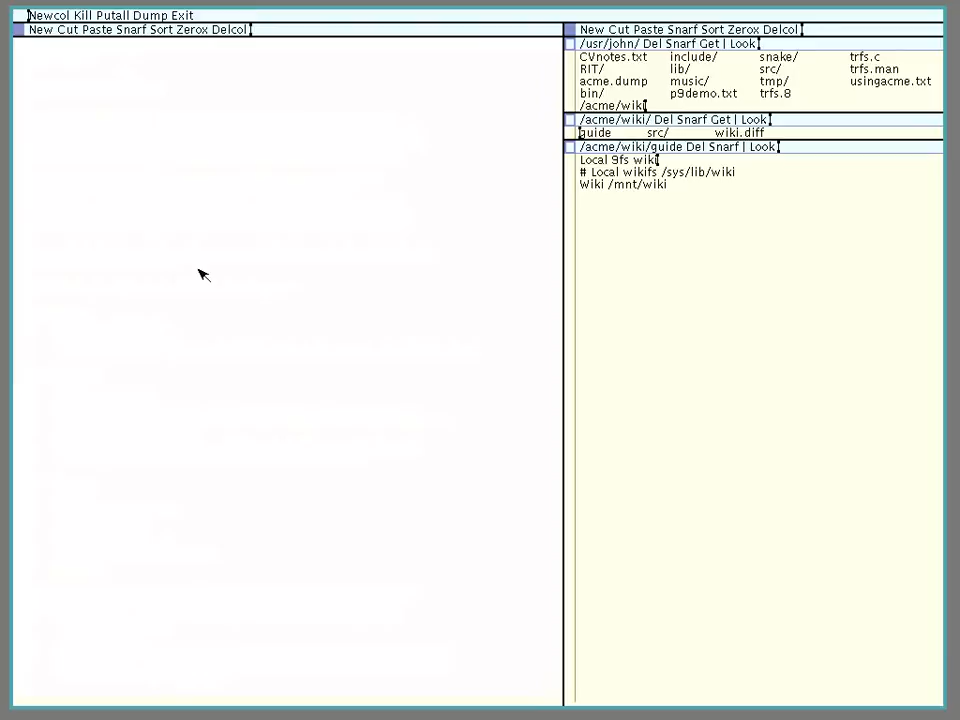 Newcol Kill Putall Dump Exit
New Cut Paste Snarf Sort Zerox Delcol
New Cut Paste Snarf Sort Zerox Delcol
/usr/john/ Del Snarf Get | Look
CVnotes.txt include/ snake/ trfs.c
RIT/ lib/ src/ trfs.man
acme.dump music/ tmp/ usingacme.txt
bin/ p9demo.txt trfs.8
/acme/wiki
/acme/wiki/ Del Snarf Get | Look
guide src/ wiki.diff
/acme/wiki/guide Del Snarf | Look
Local 9fs wiki
# Local wikifs /sys/lib/wiki
Wiki /mnt/wiki